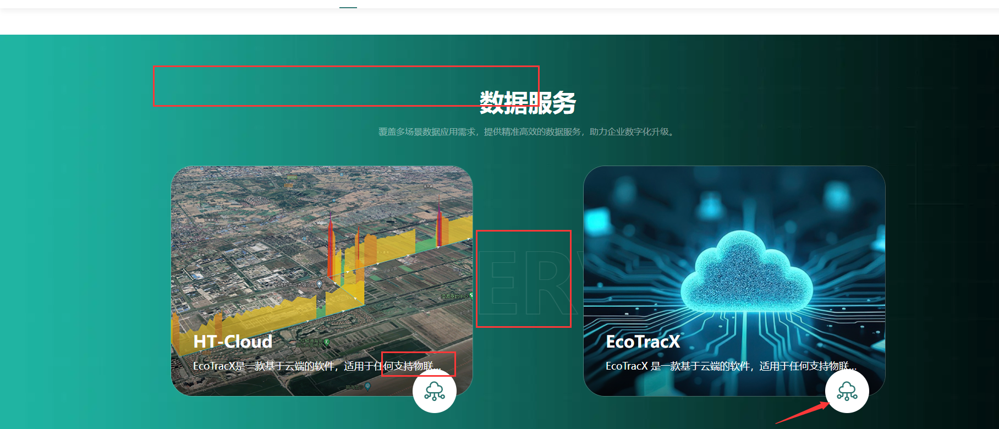 数据服务
覆盖多场景数据应用需求，提供精准高效的数据服务，助力企业数字化升级。
ERV
HT-Cloud
EcoTracX是一款基于云端的软件，适用于任何支持物联...
EcoTracX
EcoTracX 是一款基于云端的软件，适用于任何支持物联...